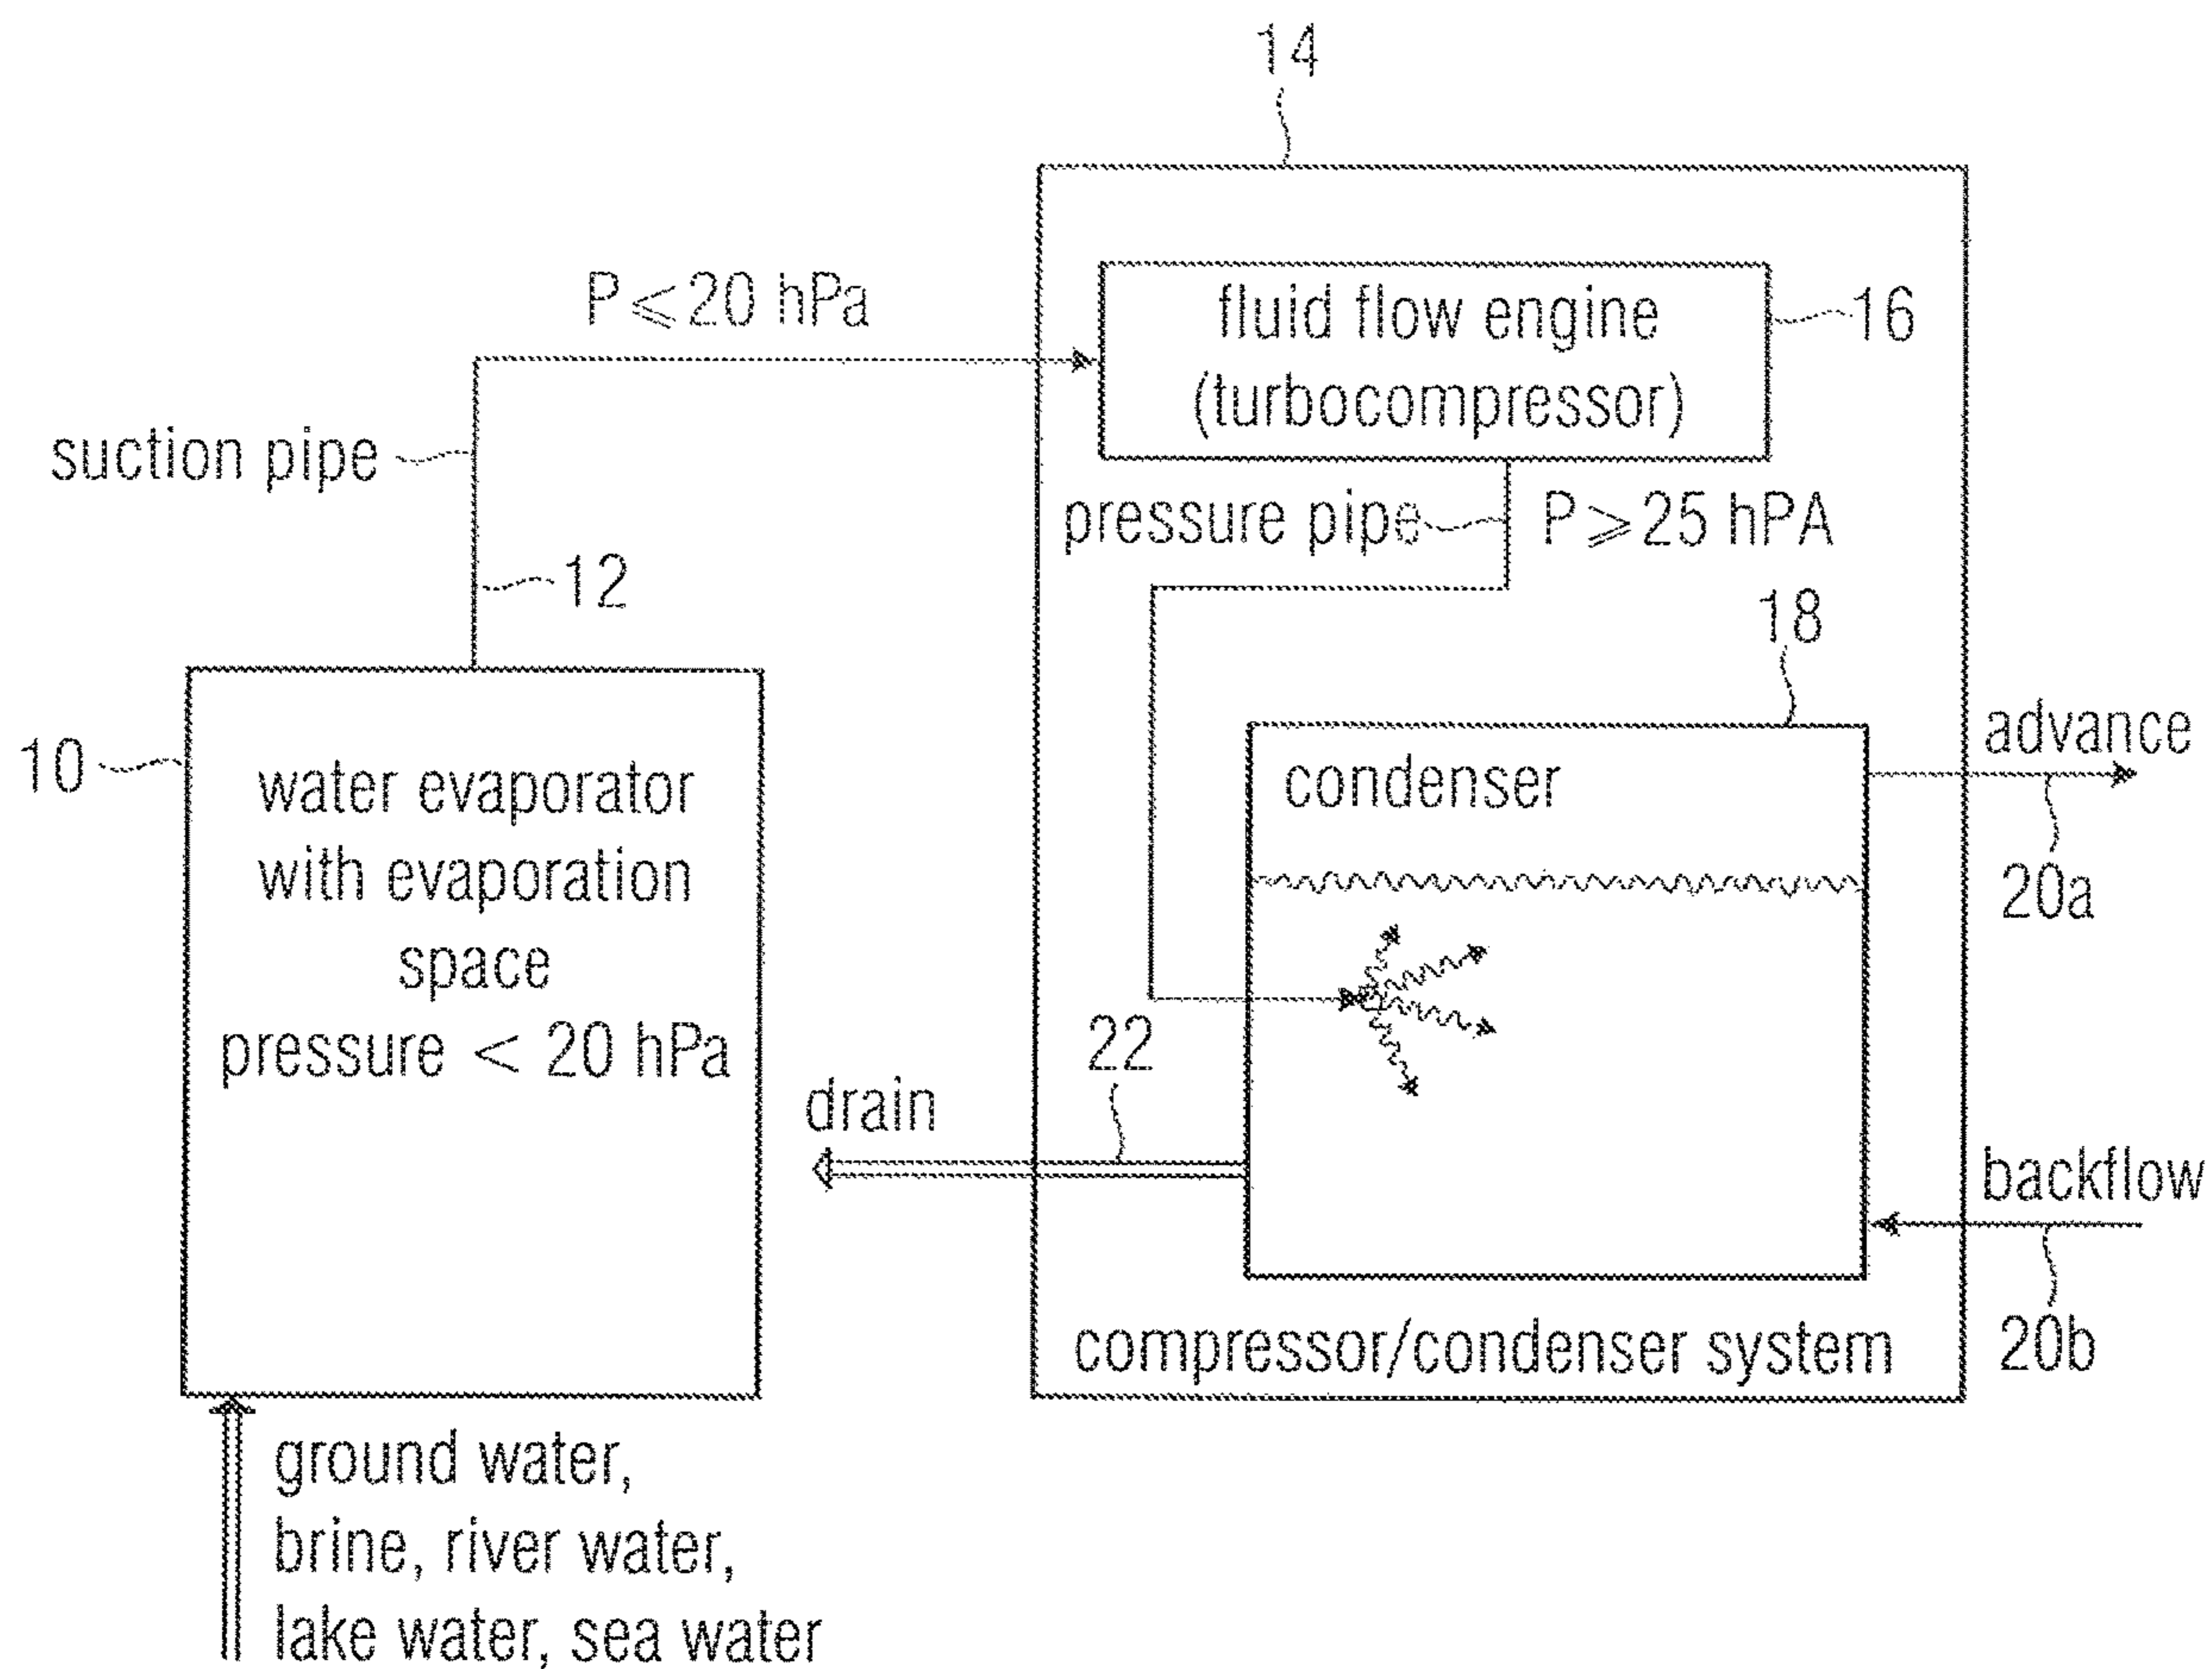 14
P ⩽ 20 hPa
fluid flow engine
(turbocompressor)
16
suction pipe
pressure pipe
P ⩾ 25 hPA
12
18
10
water evaporator
with evaporation
space
pressure < 20 hPa
condenser
advance
20a
22
drain
backflow
20b
compressor/condenser system
ground water,
brine, river water,
lake water, sea water